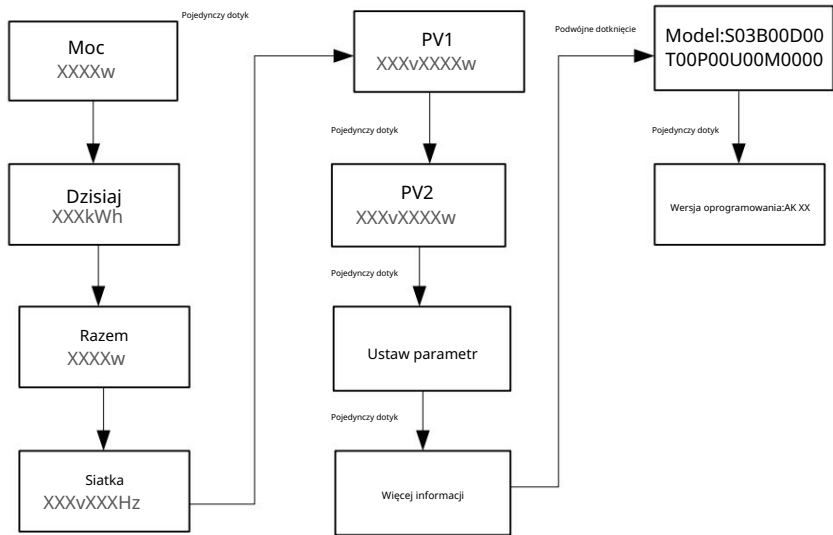 Pojedynczy dotyk
Moc
XXXXw
Dzisiaj
XXXkWh
Razem
XXXXw
Siatka
XXXvXXXHz
PV1
XXXvXXXXw
Pojedynczy dotyk
PV2
XXXvXXXXw
Pojedynczy dotyk
Ustaw parametr
Pojedynczy dotyk
Więcej informacji
Podwójne dotknięcie
Model:S03B00D00
T00P00U00M0000
Pojedynczy dotyk
Wersja oprogramowania:AK XX